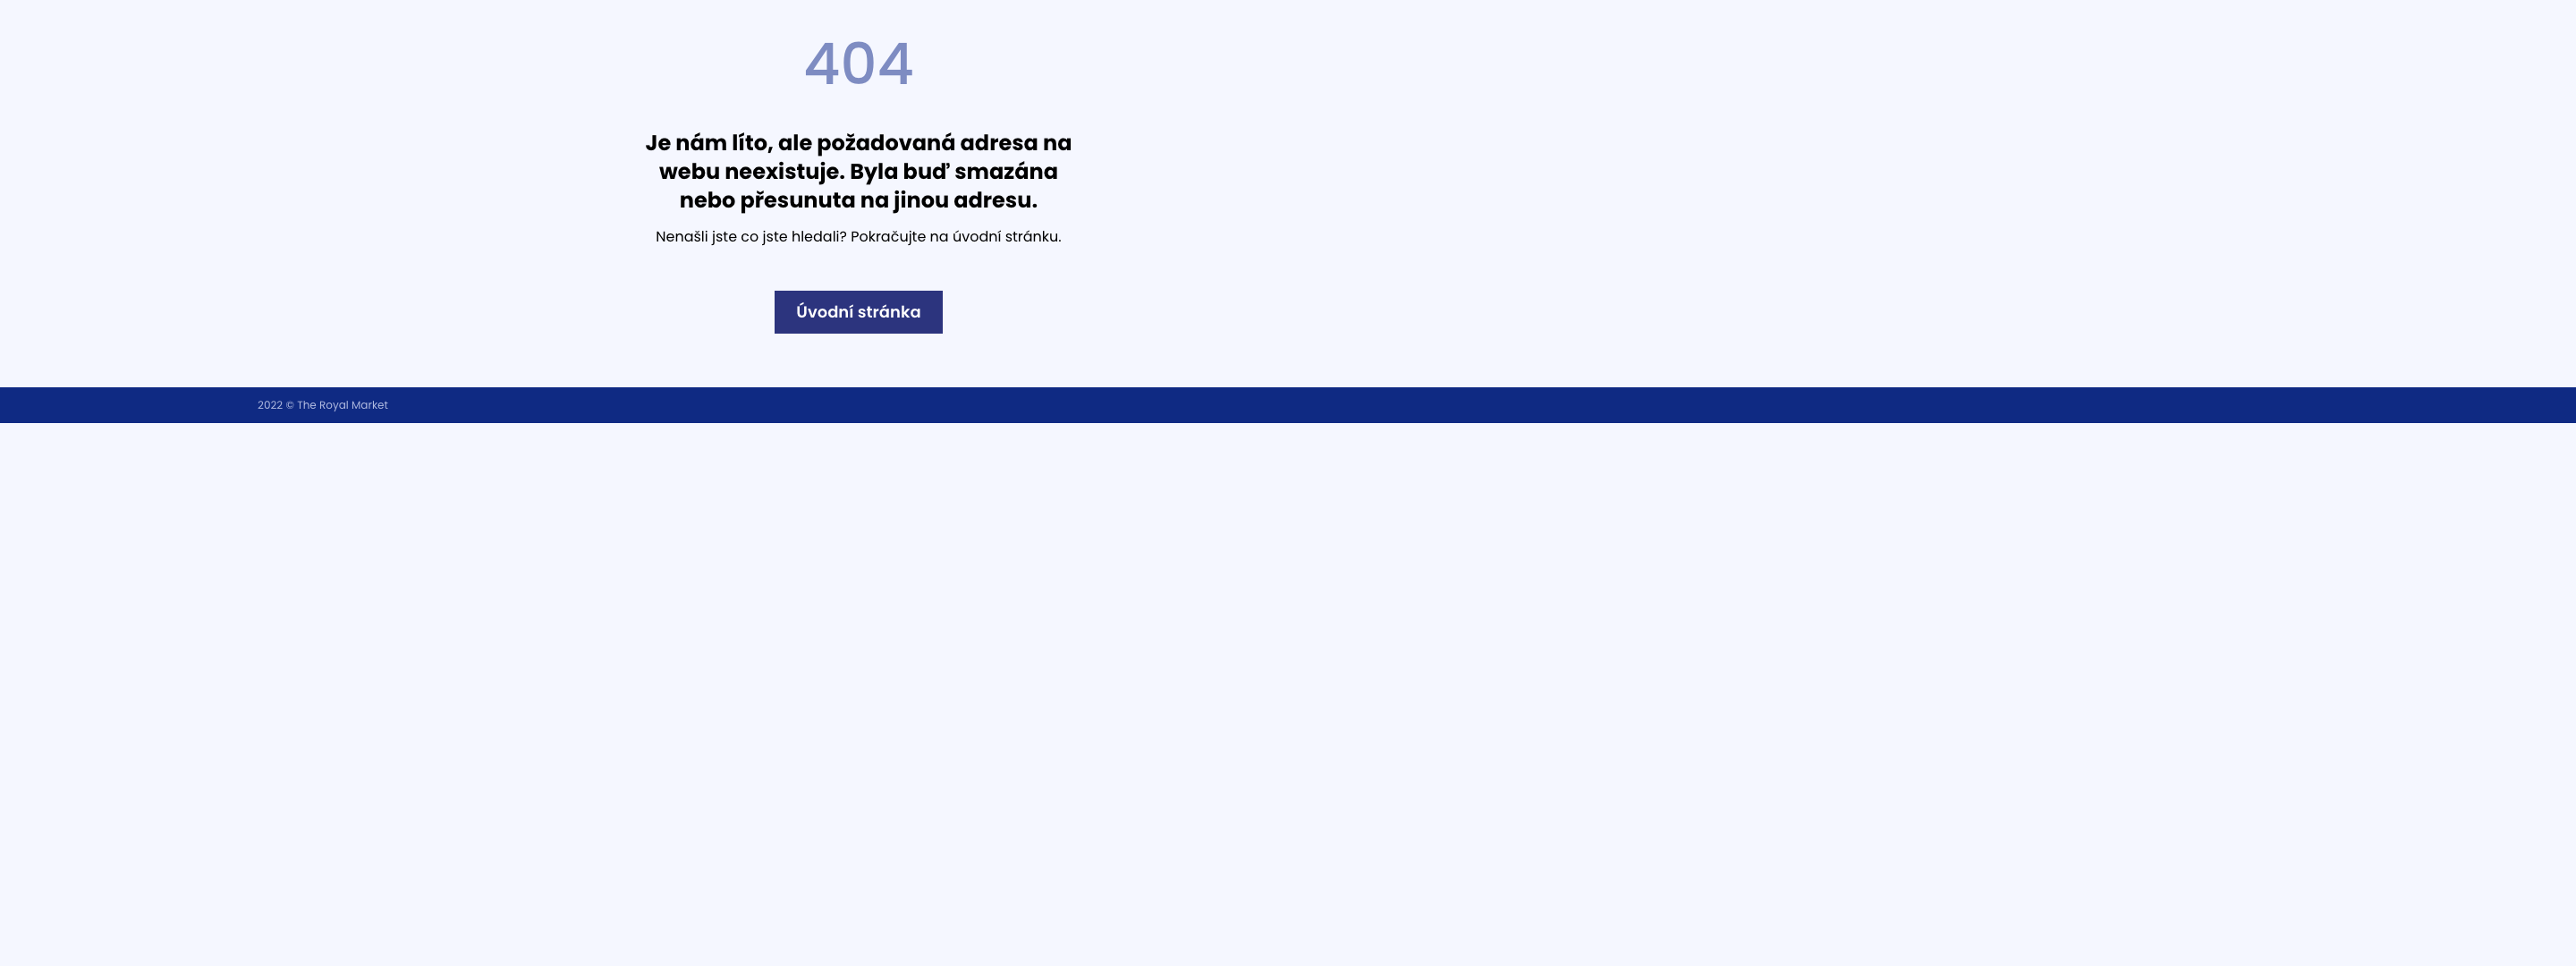 404
Je nám líto, ale požadovaná adresa na
webu neexistuje. Byla buď smazána
nebo přesunuta na jinou adresu.
Nenašli jste co jste hledali? Pokračujte na úvodní stránku.
Úvodní stránka
2022 © The Royal Market